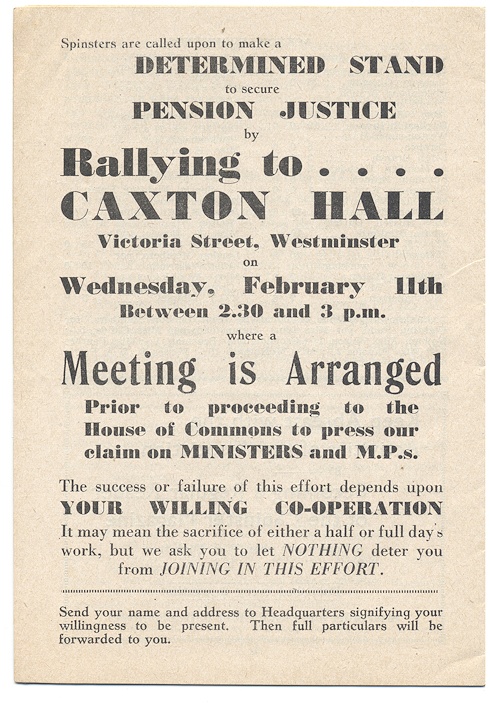 Spinsters are called upon to make a
DETERMINED STAND
to secure
PENSION JUSTICE
by
Rallying to . . . .
CAXTON HALL
Victoria Street, Westminster
on
Wednesday, February 11th
Between 2.30 and 3 p.m.
where a
Meeting is Arranged
Prior to proceeding to the
House of Commons to press our
claim on MINISTERS and M.P.s.
The success or failure of this effort depends upon
YOUR WILLING CO-OPERATION
It may mean the sacrifice of either a half or full day's
work, but we ask you to let NOTHING deter you
from JOINING IN THIS EFFORT.
Send your name and address to Headquarters signifying your
willingness to be present. Then full particulars will be
forwarded to you.